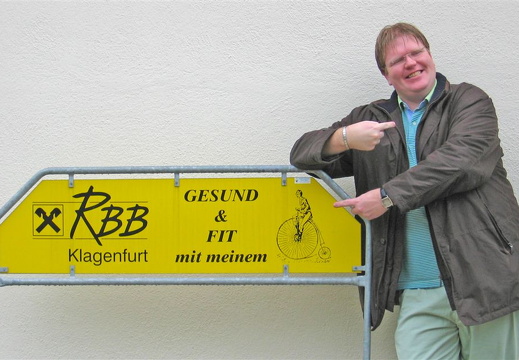 RBB
Klagenfurt
GESUND
&
FIT
mit meinem